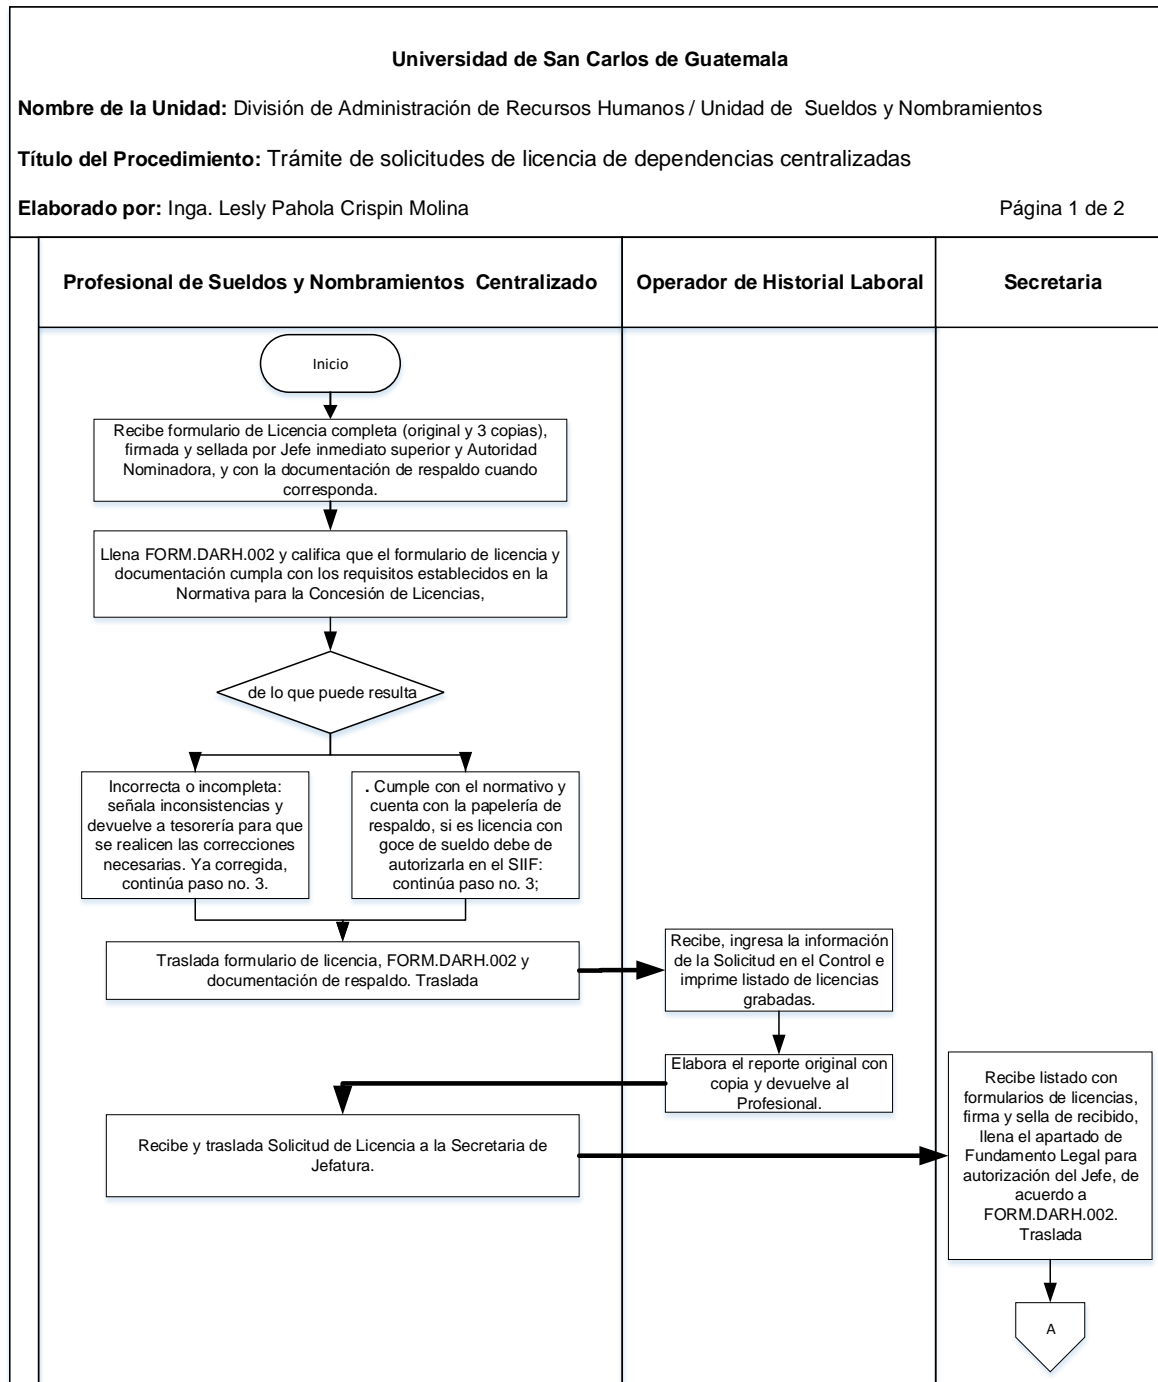 Universidad de San Carlos de Guatemala
Nombre de la Unidad: División de Administración de Recursos Humanos / Unidad de Sueldos y Nombramientos
Título del Procedimiento: Trámite de solicitudes de licencia de dependencias centralizadas
Elaborado por: Inga. Lesly Pahola Crispin Molina Página 1 de 2
Profesional de Sueldos y Nombramientos Centralizado
Operador de Historial Laboral
Secretaria
Inicio
Recibe formulario de Licencia completa (original y 3 copias),
firmada y sellada por Jefe inmediato superior y Autoridad
Nominadora, y con la documentación de respaldo cuando
corresponda.
Llena FORM.DARH.002 y califica que el formulario de licencia y
documentación cumpla con los requisitos establecidos en la
Normativa para la Concesión de Licencias,
de lo que puede resulta
Incorrecta o incompleta:
señala inconsistencias y
devuelve a tesorería para que
se realicen las correcciones
necesarias. Ya corregida,
continúa paso no. 3.
. Cumple con el normativo y
cuenta con la papelería de
respaldo, si es licencia con
goce de sueldo debe de
autorizarla en el SIIF:
continúa paso no. 3;
Traslada formulario de licencia, FORM.DARH.002 y
documentación de respaldo. Traslada
Recibe, ingresa la información
de la Solicitud en el Control e
imprime listado de licencias
grabadas.
Elabora el reporte original con
copia y devuelve al
Profesional.
Recibe y traslada Solicitud de Licencia a la Secretaria de
Jefatura.
Recibe listado con
formularios de licencias,
firma y sella de recibido,
llena el apartado de
Fundamento Legal para
autorización del Jefe, de
acuerdo a
FORM.DARH.002.
Traslada
A